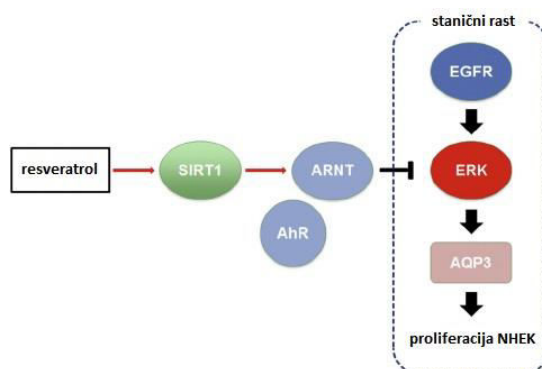 stanični rast
EGFR
resveratrol
SIRT1
ARNT
ERK
AhR
AQP3
proliferacija NHEK